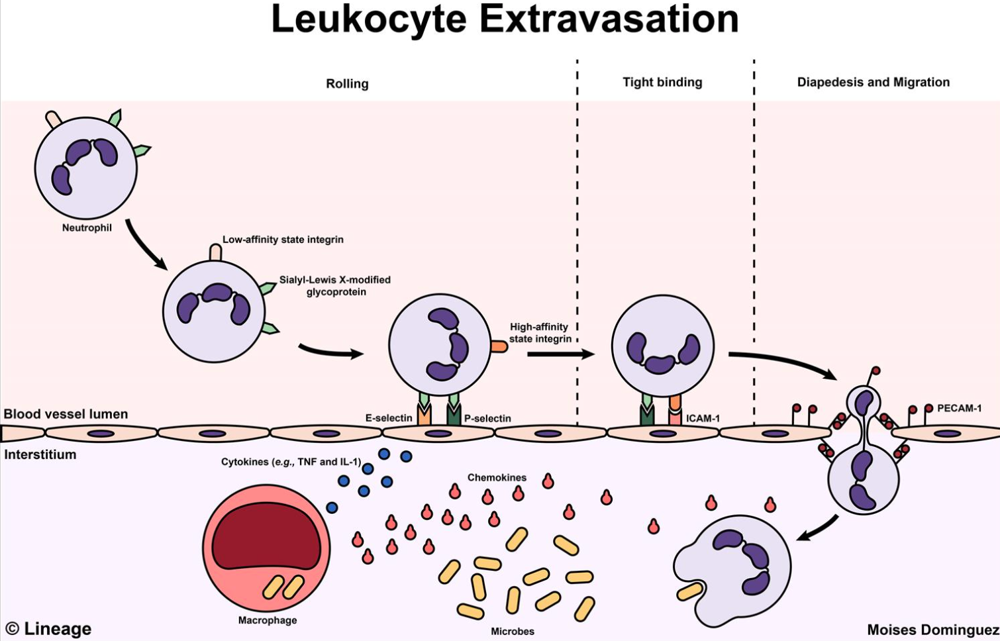 Leukocyte Extravasation
Rolling
Tight binding
Diapedesis and Migration
Neutrophil
Low-affinity state integrin
Sialyl-Lewis X-modified
glycoprotein
High-affinity
state integrin
E-selectin
P-selectin
ICAM-1
PECAM-1
Blood vessel lumen
Interstitium
Cytokines (e.g., TNF and IL-1)
Chemokines
Macrophage
Microbes
© Lineage
Moises Dominguez